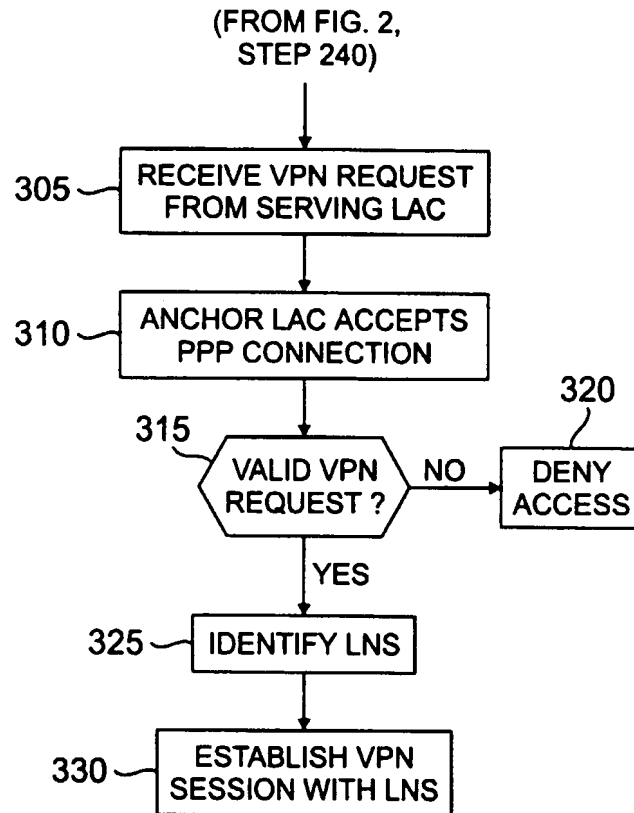 (FROM FIG. 2,
STEP 240)
305
RECEIVE VPN REQUEST
FROM SERVING LAC
310
ANCHOR LAC ACCEPTS
PPP CONNECTION
315
VALID VPN
REQUEST ?
NO
320
DENY
ACCESS
YES
325
IDENTIFY LNS
330
ESTABLISH VPN
SESSION WITH LNS